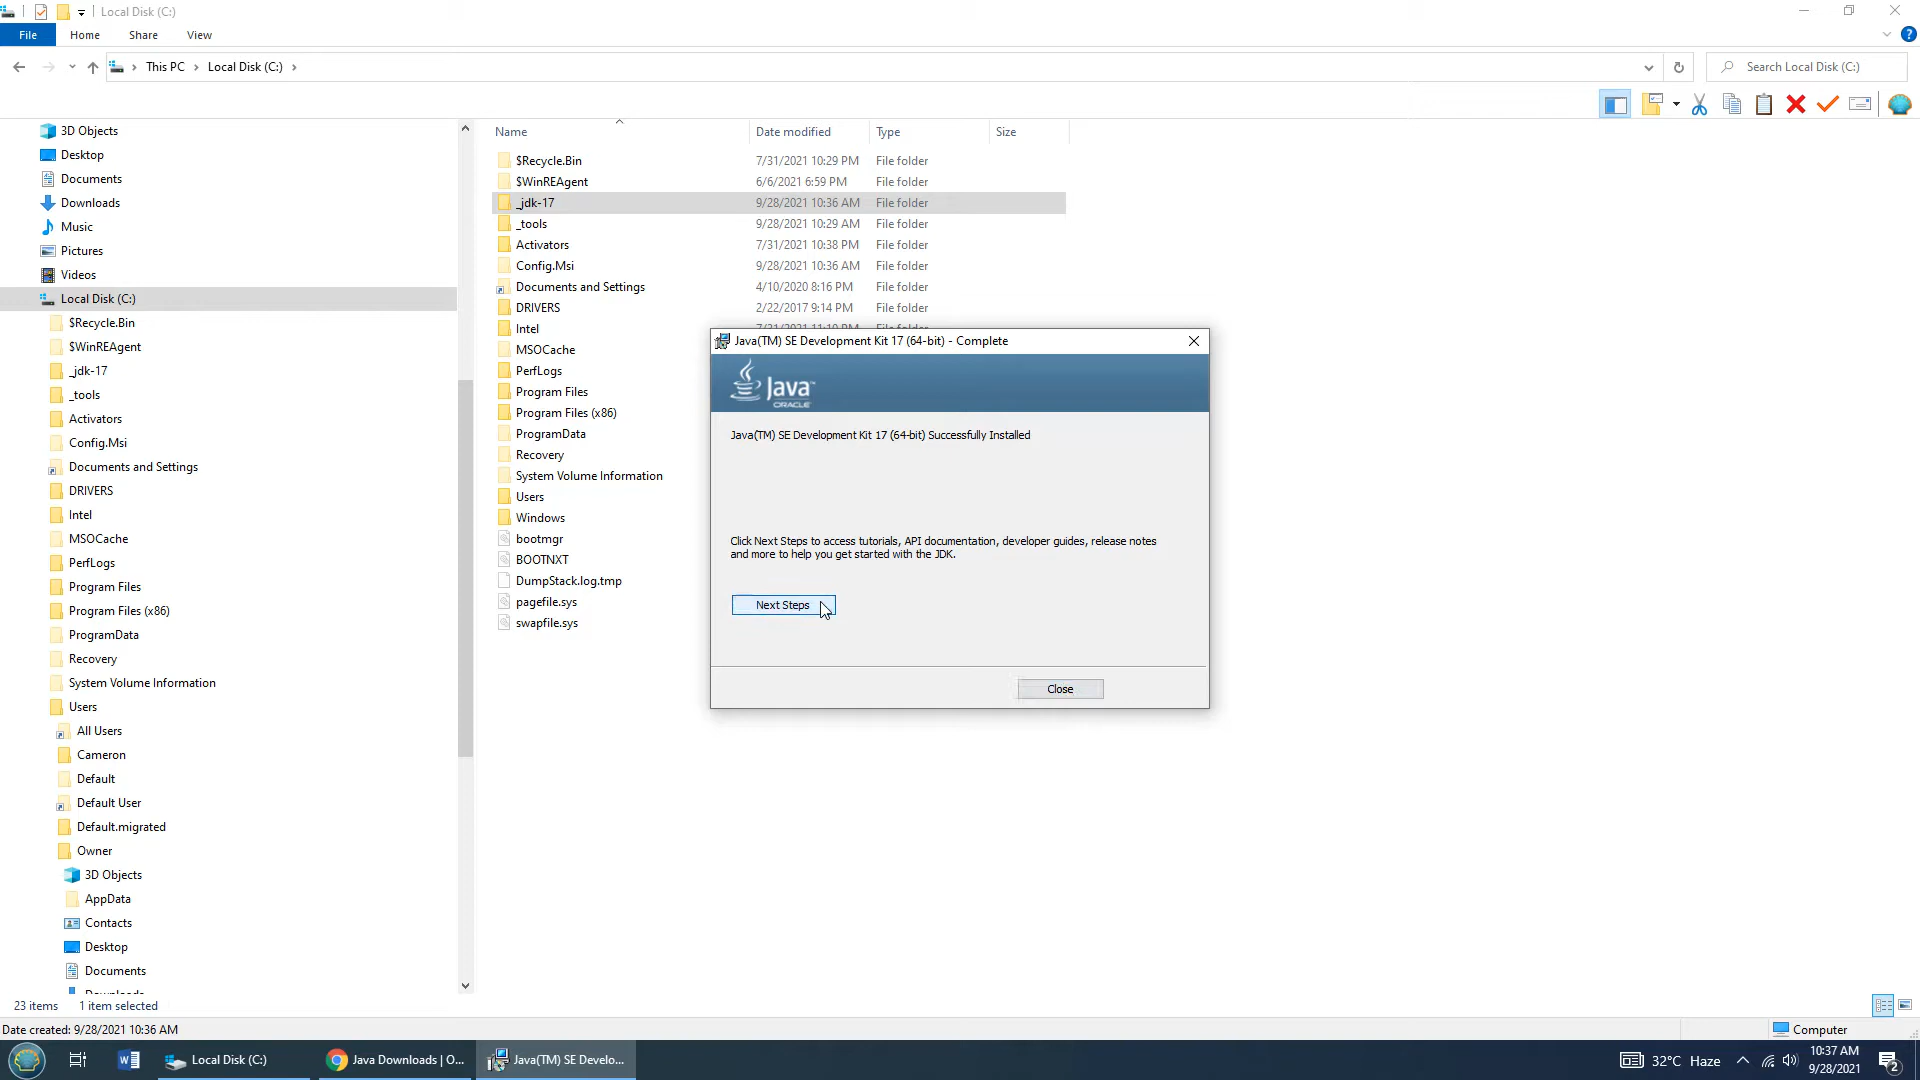 Local Disk (C:)
File Home Share View
This PC Local Disk (C:)
Search Local Disk (C:)
3D Objects
Desktop
Documents
Downloads
Music
Pictures
Videos
Local Disk (C:)
$Recycle.Bin
$WinREAgent
_jdk-17
_tools
Activators
Config.Msi
Documents and Settings
DRIVERS
Intel
MSOCache
PerfLogs
Program Files
Program Files (x86)
ProgramData
Recovery
System Volume Information
Users
All Users
Cameron
Default
Default User
Default.migrated
Owner
3D Objects
AppData
Contacts
Desktop
Documents
Name Date modified Type Size
$Recycle.Bin 7/31/2021 10:29 PM File folder
$WinREAgent 6/6/2021 6:59 PM File folder
_jdk-17 9/28/2021 10:36 AM File folder
_tools 9/28/2021 10:29 AM File folder
Activators 7/31/2021 10:38 PM File folder
Config.Msi 9/28/2021 10:36 AM File folder
Documents and Settings 4/10/2020 8:16 PM File folder
DRIVERS 2/22/2017 9:14 PM File folder
Intel
MSOCache
PerfLogs
Program Files
Program Files (x86)
ProgramData
Recovery
System Volume Information
Users
Windows
bootmgr
BOOTNXT
DumpStack.log.tmp
pagefile.sys
swapfile.sys
Java(TM) SE Development Kit 17 (64-bit) - Complete
Java™
ORACLE
Java(TM) SE Development Kit 17 (64-bit) Successfully Installed
Click Next Steps to access tutorials, API documentation, developer guides, release notes
and more to help you get started with the JDK.
Next Steps
Close
23 items 1 item selected
Date created: 9/28/2021 10:36 AM
Computer
Local Disk (C:)
Java Downloads | O...
Java(TM) SE Develo...
32°C Haze
10:37 AM
9/28/2021
2